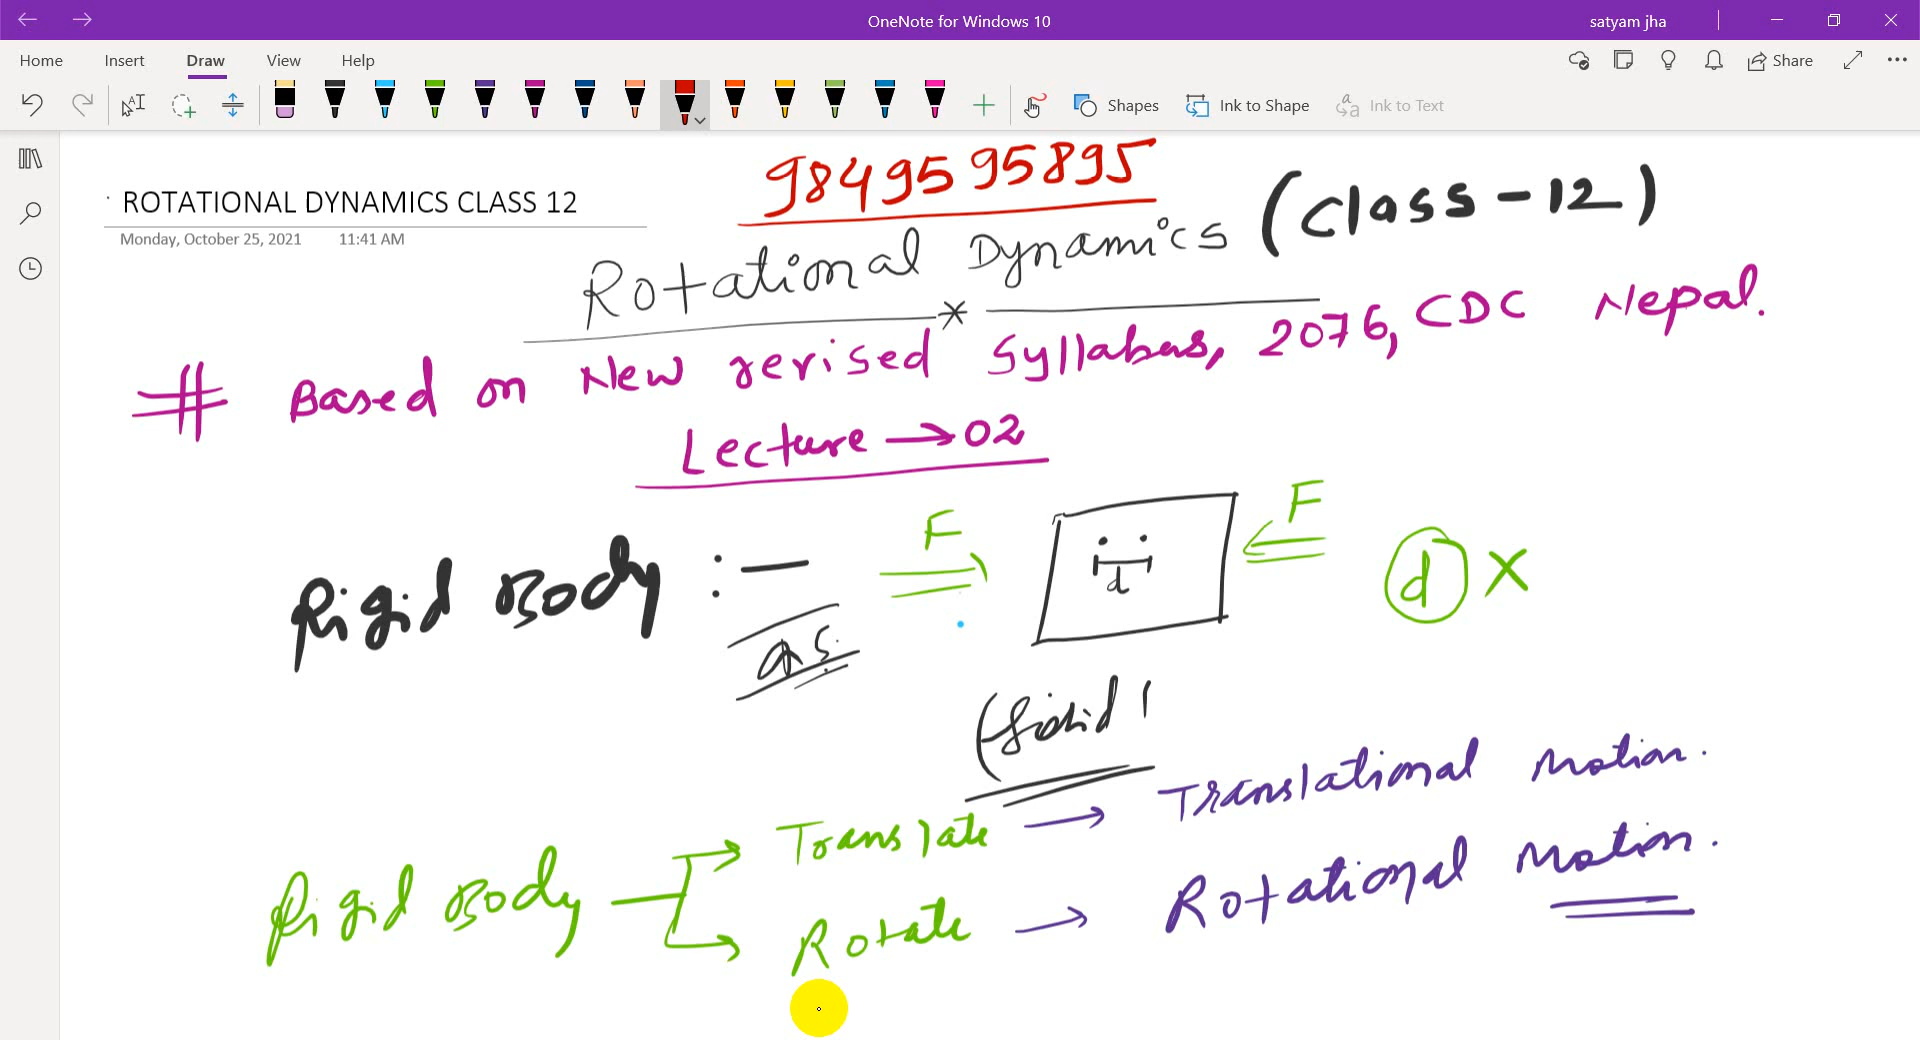 OneNote for Windows 10
satyam jha
Home Insert Draw View Help
Share
Shapes Ink to Shape Ink to Text
9849595895
ROTATIONAL DYNAMICS CLASS 12
Monday, October 25, 2021 11:41 AM
Rotational Dynamics (Class-12)
*
# Based on New revised Syllabus, 2076, CDC Nepal.
Lecture → 02
Rigid Body :—
F
F
d
d X
(Solid
Rigid Body
Translate → Translational Motion.
Rotate → Rotational Motion.